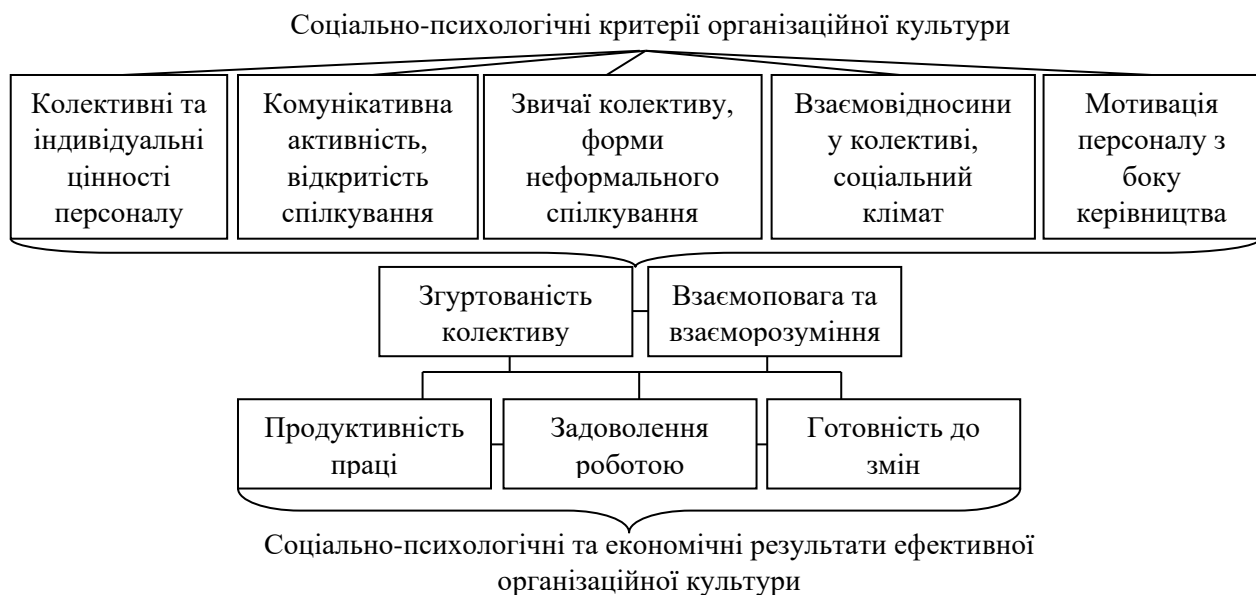 Соціально-психологічні критерії організаційної культури
Колективні та
індивідуальні
цінності
персоналу
Комунікативна
активність,
відкритість
спілкування
Звичаї колективу,
форми
неформального
спілкування
Взаємовідносини
у колективі,
соціальний
клімат
Мотивація
персоналу з
боку
керівництва
Згуртованість
колективу
Взаємоповага та
взаєморозуміння
Продуктивність
праці
Задоволення
роботою
Готовність до
змін
Соціально-психологічні та економічні результати ефективної
організаційної культури